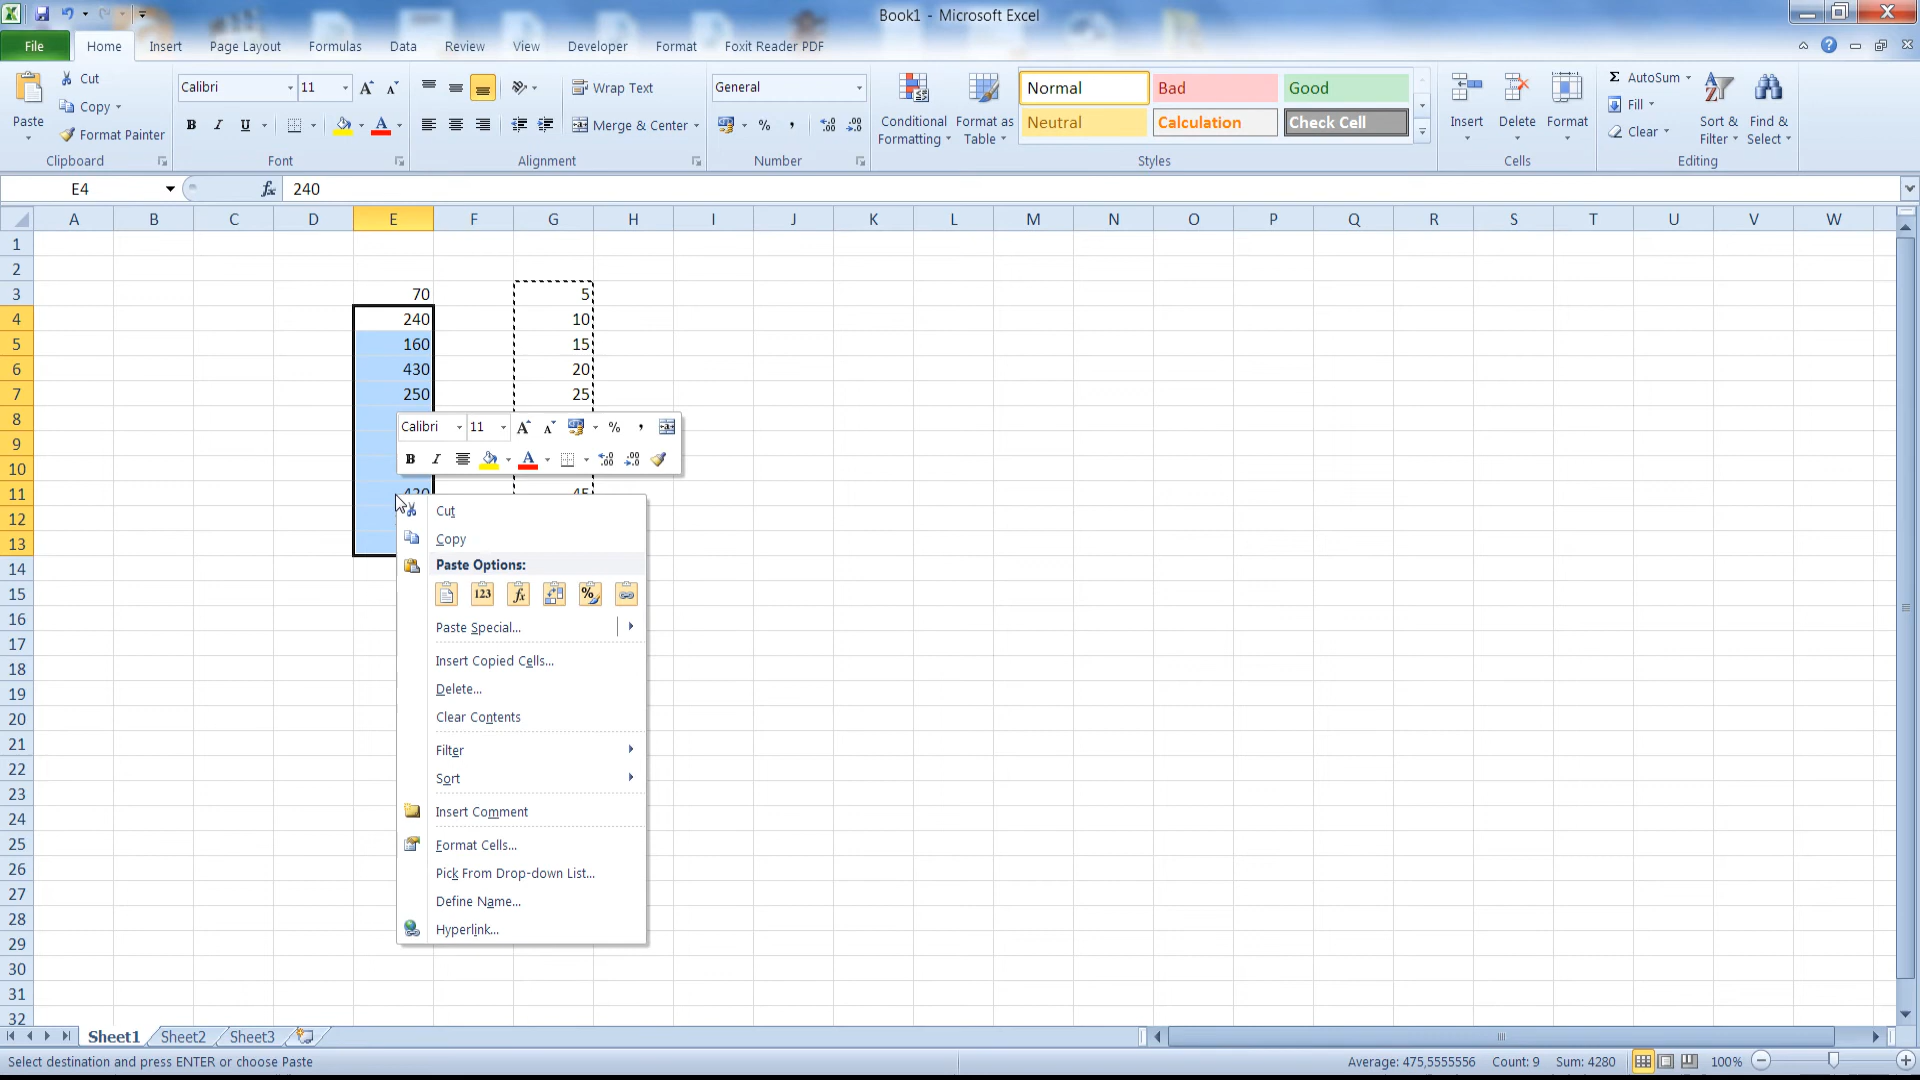 Book1 - Microsoft Excel
File Home Insert Page Layout Formulas Data Review View Developer Format Foxit Reader PDF
Paste
Cut
Copy
Format Painter
Clipboard
Calibri 11
B I U
Font
Wrap Text
Merge & Center
Alignment
General
% ,
Number
Conditional Formatting
Format as Table
Normal Bad Good
Neutral Calculation Check Cell
Styles
Insert Delete Format
Cells
AutoSum
Fill
Clear
Sort & Filter
Find & Select
Editing
E4 fx 240
A B C D E F G H I J K L M N O P Q R S T U V W
1
2
3 70 5
4 240 10
5 160 15
6 430 20
7 250 25
8
9
10
11
12
13
14
15
16
17
18
19
20
21
22
23
24
25
26
27
28
29
30
31
32
Calibri 11 A A % ,
B I A
Cut
Copy
Paste Options:
123 fx %
Paste Special...
Insert Copied Cells...
Delete...
Clear Contents
Filter
Sort
Insert Comment
Format Cells...
Pick From Drop-down List...
Define Name...
Hyperlink...
Sheet1 Sheet2 Sheet3
Select destination and press ENTER or choose Paste Average: 475,5555556 Count: 9 Sum: 4280 100%